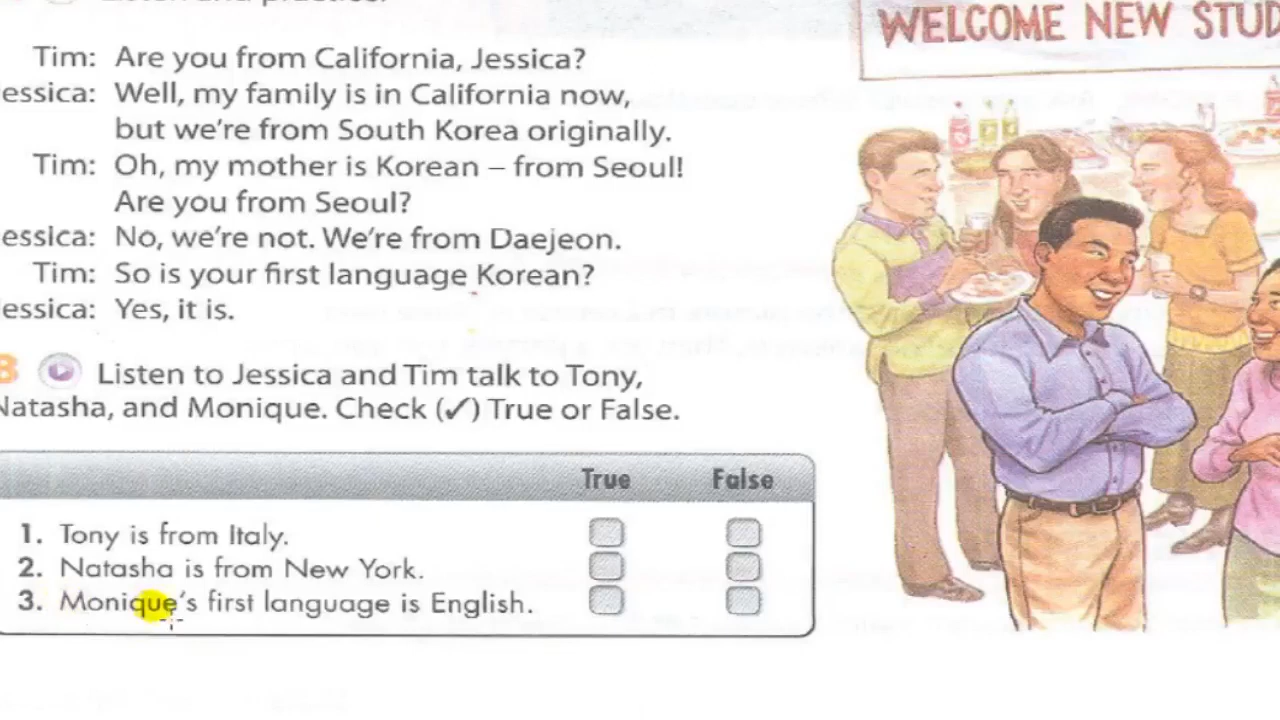 WELCOME NEW
Tim: Are you from California, Jessica?
essica: Well, my family is in California now,
but we're from South Korea originally.
Tim: Oh, my mother is Korean – from Seoul!
Are you from Seoul?
essica: No, we're not. We're from Daejeon.
Tim: So is your first language Korean?
essica: Yes, it is.
Listen to Jessica and Tim talk to Tony,
Natasha, and Monique. Check (✓) True or False.
True False
1. Tony is from Italy.
2. Natasha is from New York.
3. Monique's first language is English.